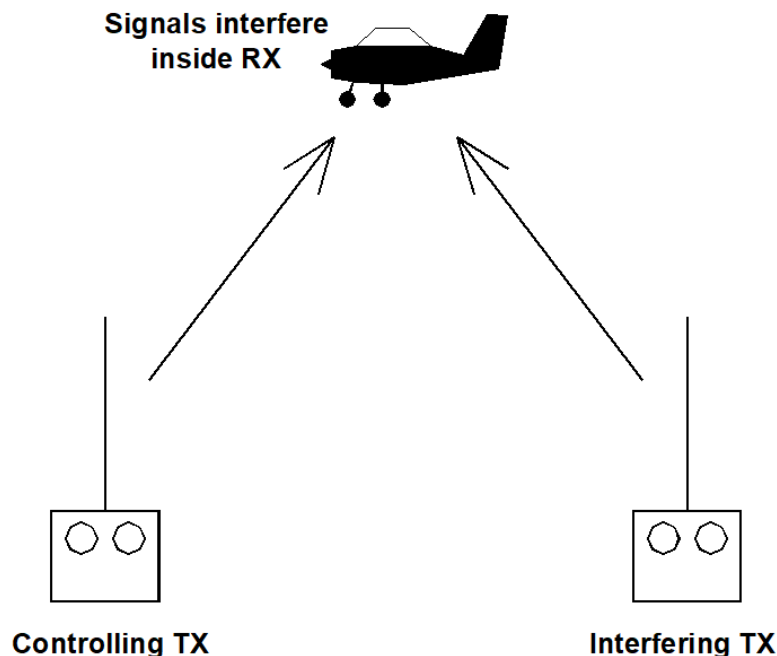 Signals interfere
inside RX
Controlling TX
Interfering TX